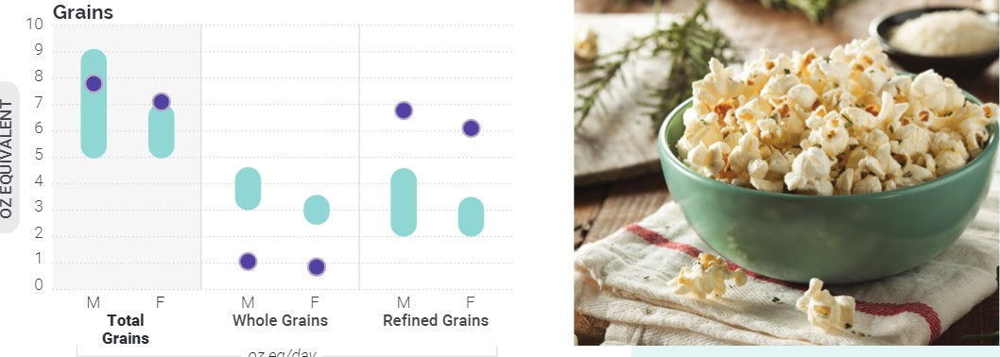 Grains
10
9
8
7
6
5
4
3
2
1
0
OZ EQUIVALENT
M F M F M F
Total Grains
Whole Grains
Refined Grains
oz eq/day